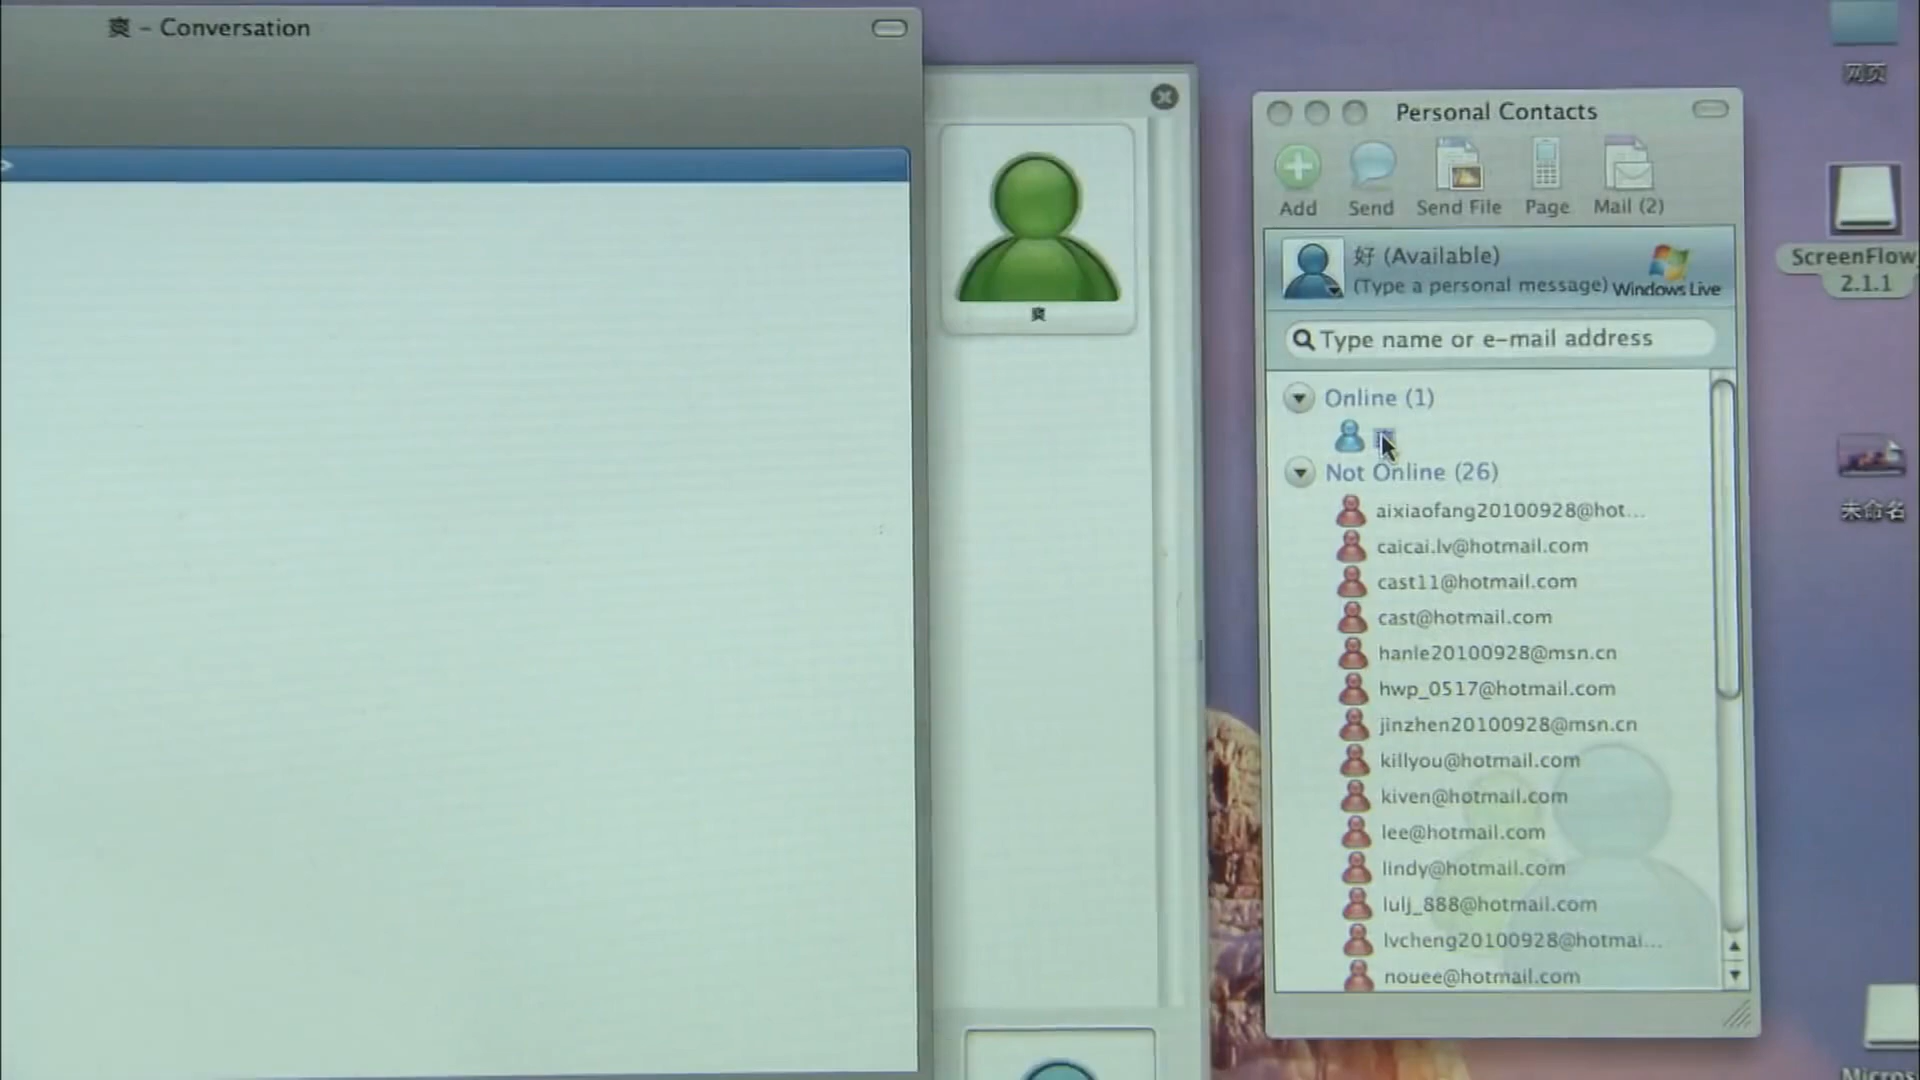 爽 – Conversation
爽
Personal Contacts
Add
Send
Send File
Page
Mail (2)
好 (Available)
(Type a personal message)
Windows Live
Type name or e-mail address
Online (1)
Not Online (26)
aixiaofang20100928@hot...
caicai.lv@hotmail.com
cast11@hotmail.com
cast@hotmail.com
hanle20100928@msn.cn
hwp_0517@hotmail.com
jinzhen20100928@msn.cn
killyou@hotmail.com
kiven@hotmail.com
lee@hotmail.com
lindy@hotmail.com
lulj_888@hotmail.com
lvcheng20100928@hotmai...
nouee@hotmail.com
网页
ScreenFlow
2.1.1
未命名